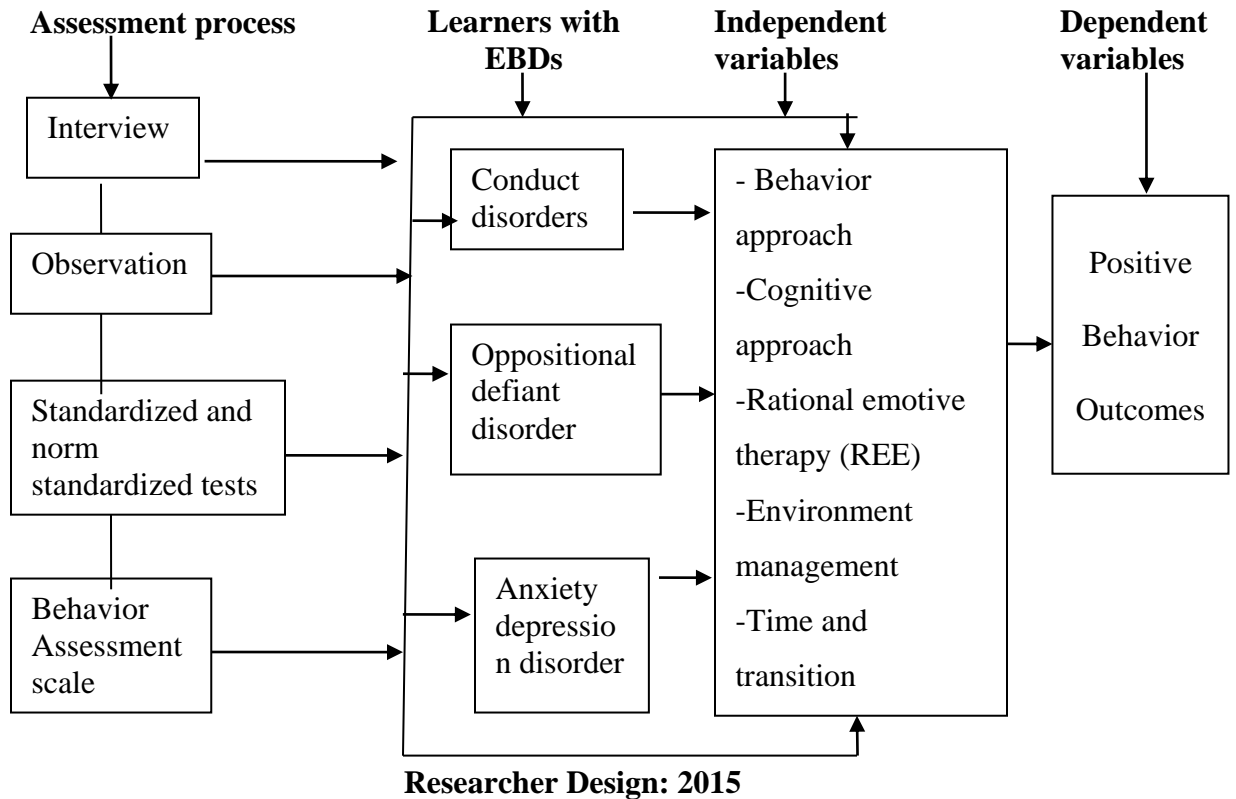 Assessment process
Learners with
EBDs
Independent
variables
Dependent
variables
Interview
Observation
Standardized and
norm
standardized tests
Behavior
Assessment
scale
Conduct
disorders
Oppositional
defiant
disorder
Anxiety
depressio
n disorder
- Behavior
approach
-Cognitive
approach
-Rational emotive
therapy (REE)
-Environment
management
-Time and
transition
Positive
Behavior
Outcomes
Researcher Design: 2015